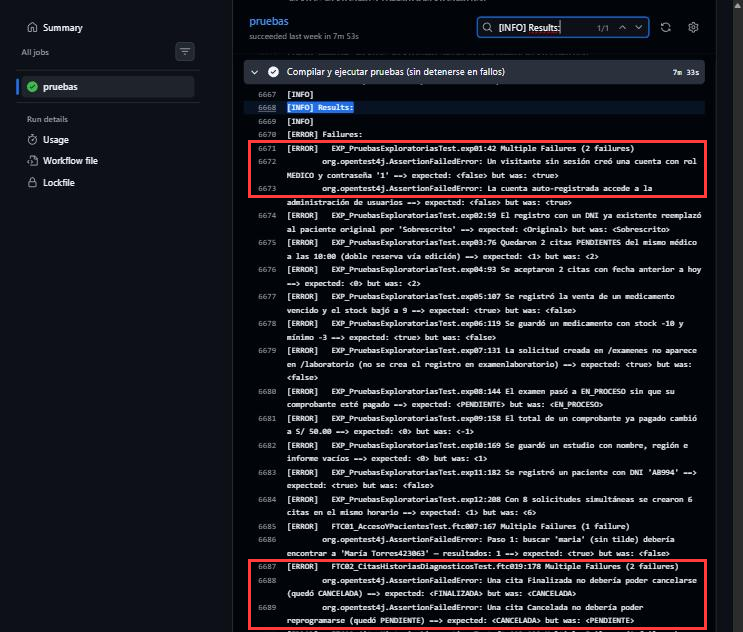 Summary
All jobs
pruebas
Run details
Usage
Workflow file
Lockfile
pruebas
succeeded last week in 7m 53s
[INFO] Results:
1/1
Compilar y ejecutar pruebas (sin detenerse en fallos)
7m 33s
6667 [INFO]
6668 [INFO] Results:
6669 [INFO]
6670 [ERROR] Failures:
6671 [ERROR] EXP_PruebasExploratoriasTest.exp01:42 Multiple Failures (2 failures)
6672 org.opentest4j.AssertionFailedError: Un visitante sin sesión creó una cuenta con rol
MEDICO y contraseña '1' ==> expected: <false> but was: <true>
6673 org.opentest4j.AssertionFailedError: La cuenta auto-registrada accede a la
administración de usuarios ==> expected: <false> but was: <true>
6674 [ERROR] EXP_PruebasExploratoriasTest.exp02:59 El registro con un DNI ya existente reemplazó
al paciente original por 'Sobrescrito' ==> expected: <Original> but was: <Sobrescrito>
6675 [ERROR] EXP_PruebasExploratoriasTest.exp03:76 Quedaron 2 citas PENDIENTES del mismo médico
a las 10:00 (doble reserva vía edición) ==> expected: <1> but was: <2>
6676 [ERROR] EXP_PruebasExploratoriasTest.exp04:93 Se aceptaron 2 citas con fecha anterior a hoy
==> expected: <0> but was: <2>
6677 [ERROR] EXP_PruebasExploratoriasTest.exp05:107 Se registró la venta de un medicamento
vencido y el stock bajó a 9 ==> expected: <true> but was: <false>
6678 [ERROR] EXP_PruebasExploratoriasTest.exp06:119 Se guardó un medicamento con stock -10 y
mínimo -3 ==> expected: <true> but was: <false>
6679 [ERROR] EXP_PruebasExploratoriasTest.exp07:131 La solicitud creada en /examenes no aparece
en /laboratorio (no se crea el registro en examenlaboratorio) ==> expected: <true> but was:
<false>
6680 [ERROR] EXP_PruebasExploratoriasTest.exp08:144 El examen pasó a EN_PROCESO sin que su
comprobante esté pagado ==> expected: <PENDIENTE> but was: <EN_PROCESO>
6681 [ERROR] EXP_PruebasExploratoriasTest.exp09:158 El total de un comprobante ya pagado cambió
a S/ 50.00 ==> expected: <0> but was: <-1>
6682 [ERROR] EXP_PruebasExploratoriasTest.exp10:169 Se guardó un estudio con nombre, región e
informe vacíos ==> expected: <0> but was: <1>
6683 [ERROR] EXP_PruebasExploratoriasTest.exp11:182 Se registró un paciente con DNI 'AB994' ==>
expected: <true> but was: <false>
6684 [ERROR] EXP_PruebasExploratoriasTest.exp12:208 Con 8 solicitudes simultáneas se crearon 6
citas en el mismo horario ==> expected: <1> but was: <6>
6685 [ERROR] FTC01_AccesoYPacientesTest.ftc007:167 Multiple Failures (1 failure)
6686 org.opentest4j.AssertionFailedError: Paso 1: buscar 'maria' (sin tilde) debería
encontrar a 'María Torres423063' — resultados: 1 ==> expected: <true> but was: <false>
6687 [ERROR] FTC02_CitasHistoriasDiagnosticosTest.ftc019:178 Multiple Failures (2 failures)
6688 org.opentest4j.AssertionFailedError: Una cita Finalizada no debería poder cancelarse
(quedó CANCELADA) ==> expected: <FINALIZADA> but was: <CANCELADA>
6689 org.opentest4j.AssertionFailedError: Una cita Cancelada no debería poder
reprogramarse (quedó PENDIENTE) ==> expected: <CANCELADA> but was: <PENDIENTE>